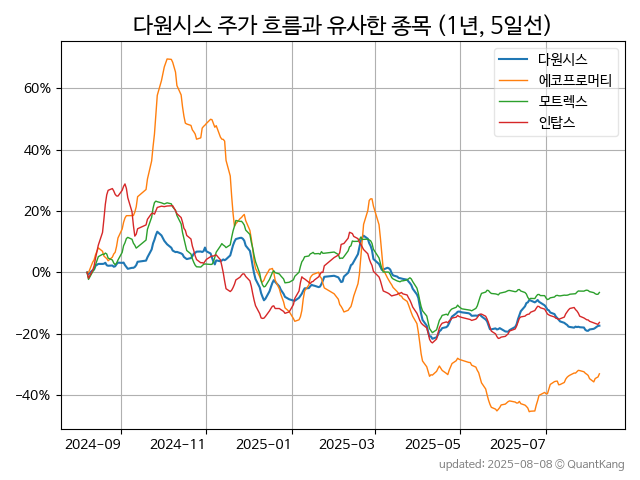 다원시스 주가 흐름과 유사한 종목 (1년, 5일선)
다원시스
에코프로머티
모트렉스
인탑스
60%
40%
20%
0%
−20%
−40%
2024-09
2024-11
2025-01
2025-03
2025-05
2025-07
updated: 2025-08-08 © QuantKang